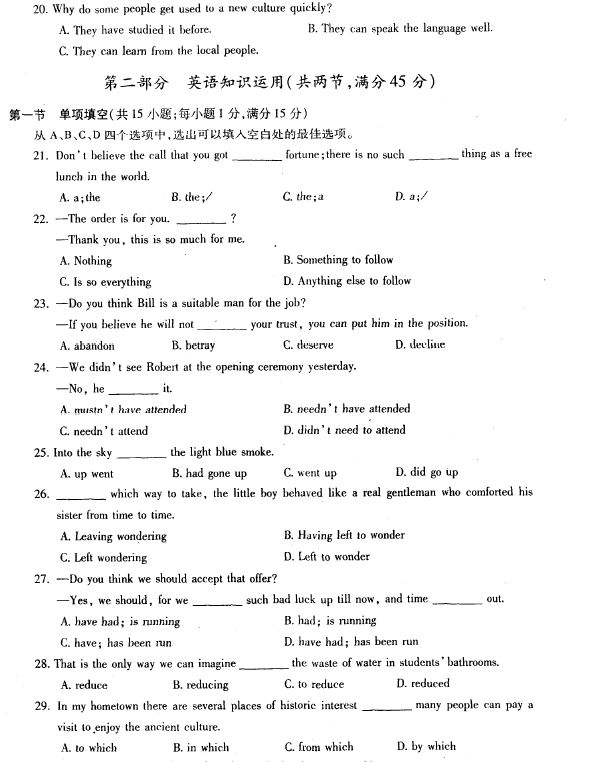 20. Why do some people get used to a new culture quickly?
A. They have studied it before. B. They can speak the language well.
C. They can learn from the local people.
第二部分 英语知识运用(共两节,满分45分)
第一节 单项填空(共15小题;每小题1分,满分15分)
从A、B、C、D四个选项中,选出可以填入空白处的最佳选项。
21. Don't believe the call that you got ________ fortune;there is no such ________ thing as a free
lunch in the world.
A. a;the B. the;/ C. the;a D. a;/
22. —The order is for you. ________ ?
—Thank you, this is so much for me.
A. Nothing B. Something to follow
C. Is so everything D. Anything else to follow
23. —Do you think Bill is a suitable man for the job?
—If you believe he will not ________ your trust, you can put him in the position.
A. abandon B. betray C. deserve D. decline
24. —We didn't see Robert at the opening ceremony yesterday.
—No, he ________ it.
A. mustn't have attended B. needn't have attended
C. needn't attend D. didn't need to attend
25. Into the sky ________ the light blue smoke.
A. up went B. had gone up C. went up D. did go up
26. ________ which way to take, the little boy behaved like a real gentleman who comforted his
sister from time to time.
A. Leaving wondering B. Having left to wonder
C. Left wondering D. Left to wonder
27. —Do you think we should accept that offer?
—Yes, we should, for we ________ such bad luck up till now, and time ________ out.
A. have had; is running B. had; is running
C. have; has been run D. have had; has been run
28. That is the only way we can imagine ________ the waste of water in students' bathrooms.
A. reduce B. reducing C. to reduce D. reduced
29. In my hometown there are several places of historic interest ________ many people can pay a
visit to enjoy the ancient culture.
A. to which B. in which C. from which D. by which